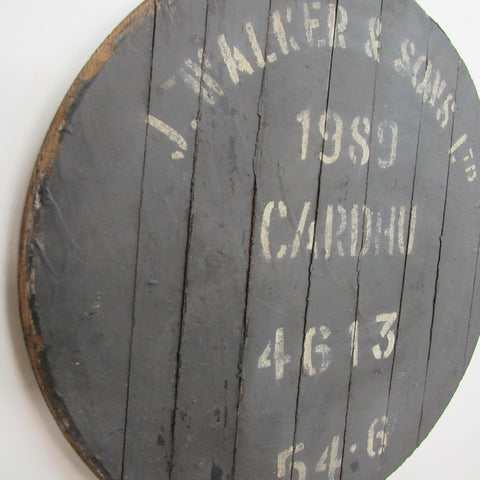 J. WALKER & SONS LTD
1989
CARDHU
4613
54·6